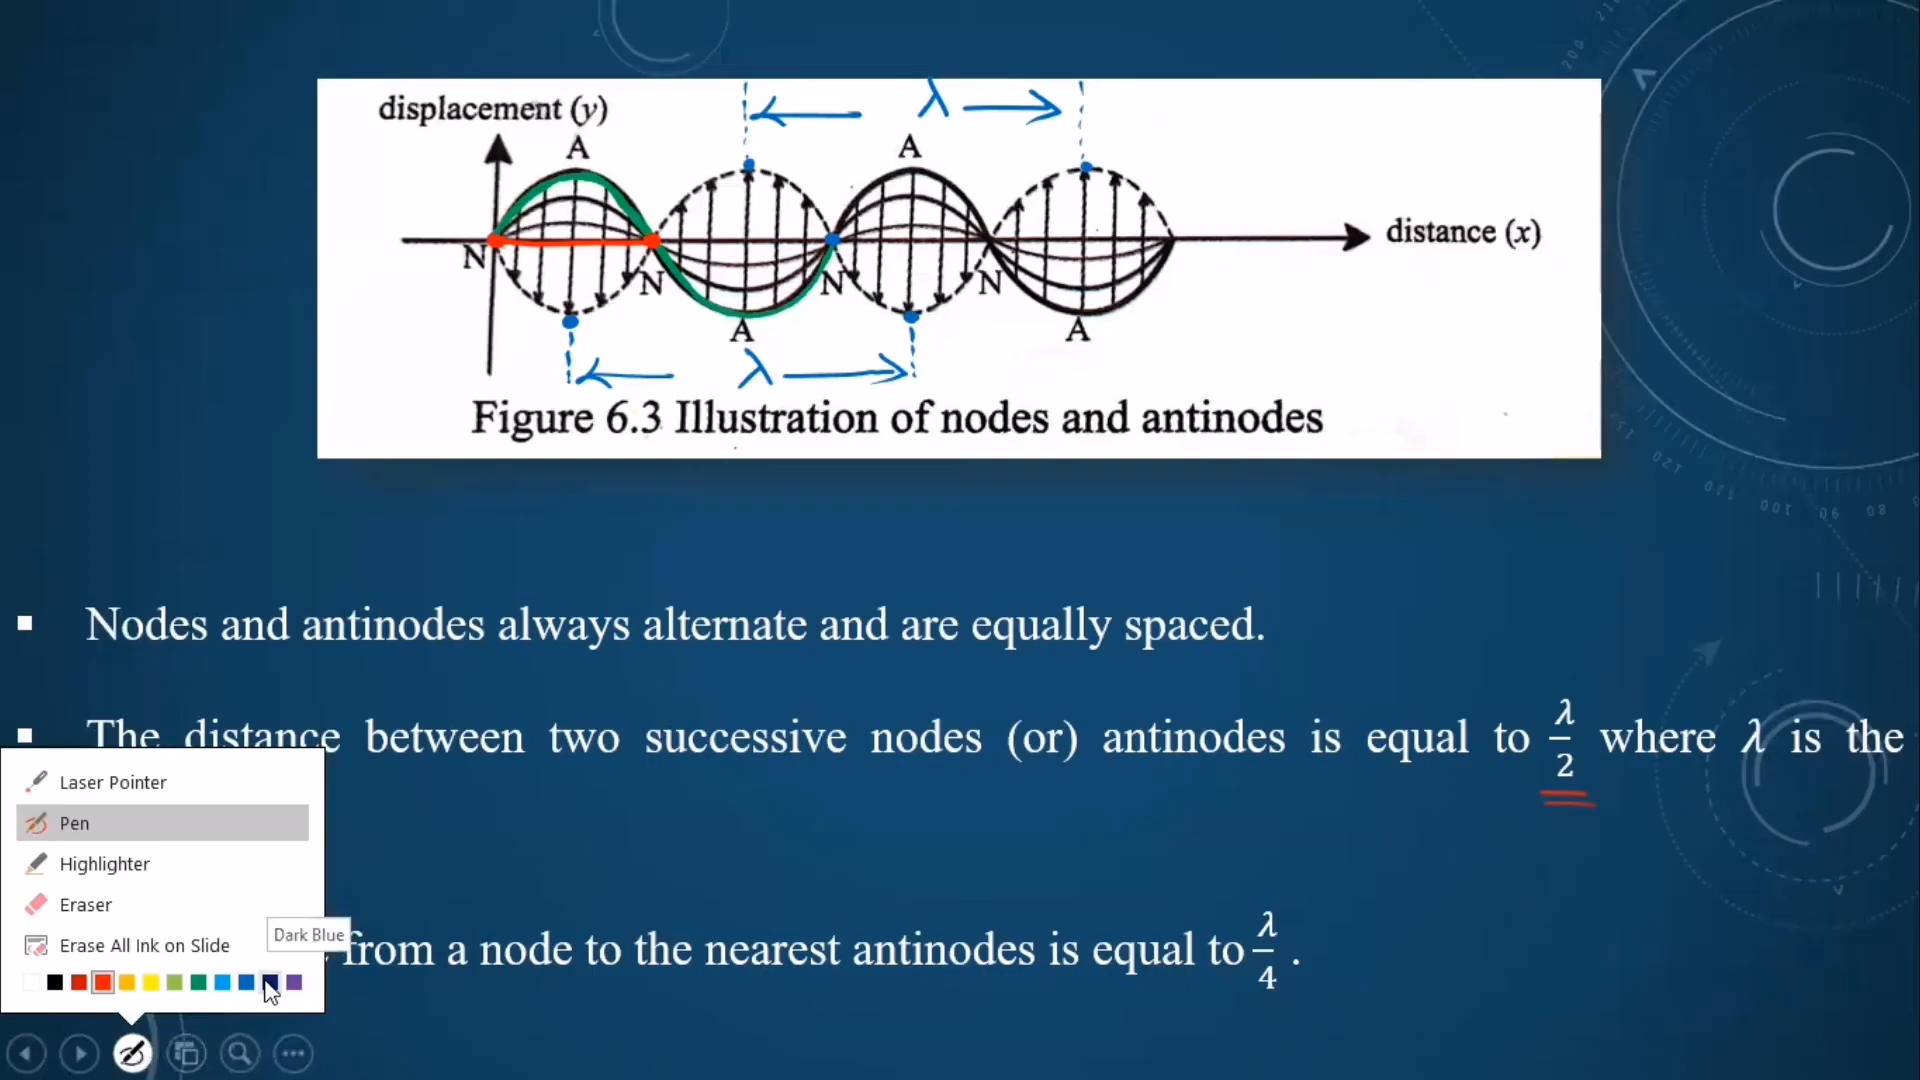 displacement (y)
λ
A
A
distance (x)
N
N
N
N
A
A
λ
Figure 6.3 Illustration of nodes and antinodes
Nodes and antinodes always alternate and are equally spaced.
The distance between two successive nodes (or) antinodes is equal to λ/2 where λ is the
from a node to the nearest antinodes is equal to λ/4 .
Laser Pointer
Pen
Highlighter
Eraser
Erase All Ink on Slide
Dark Blue